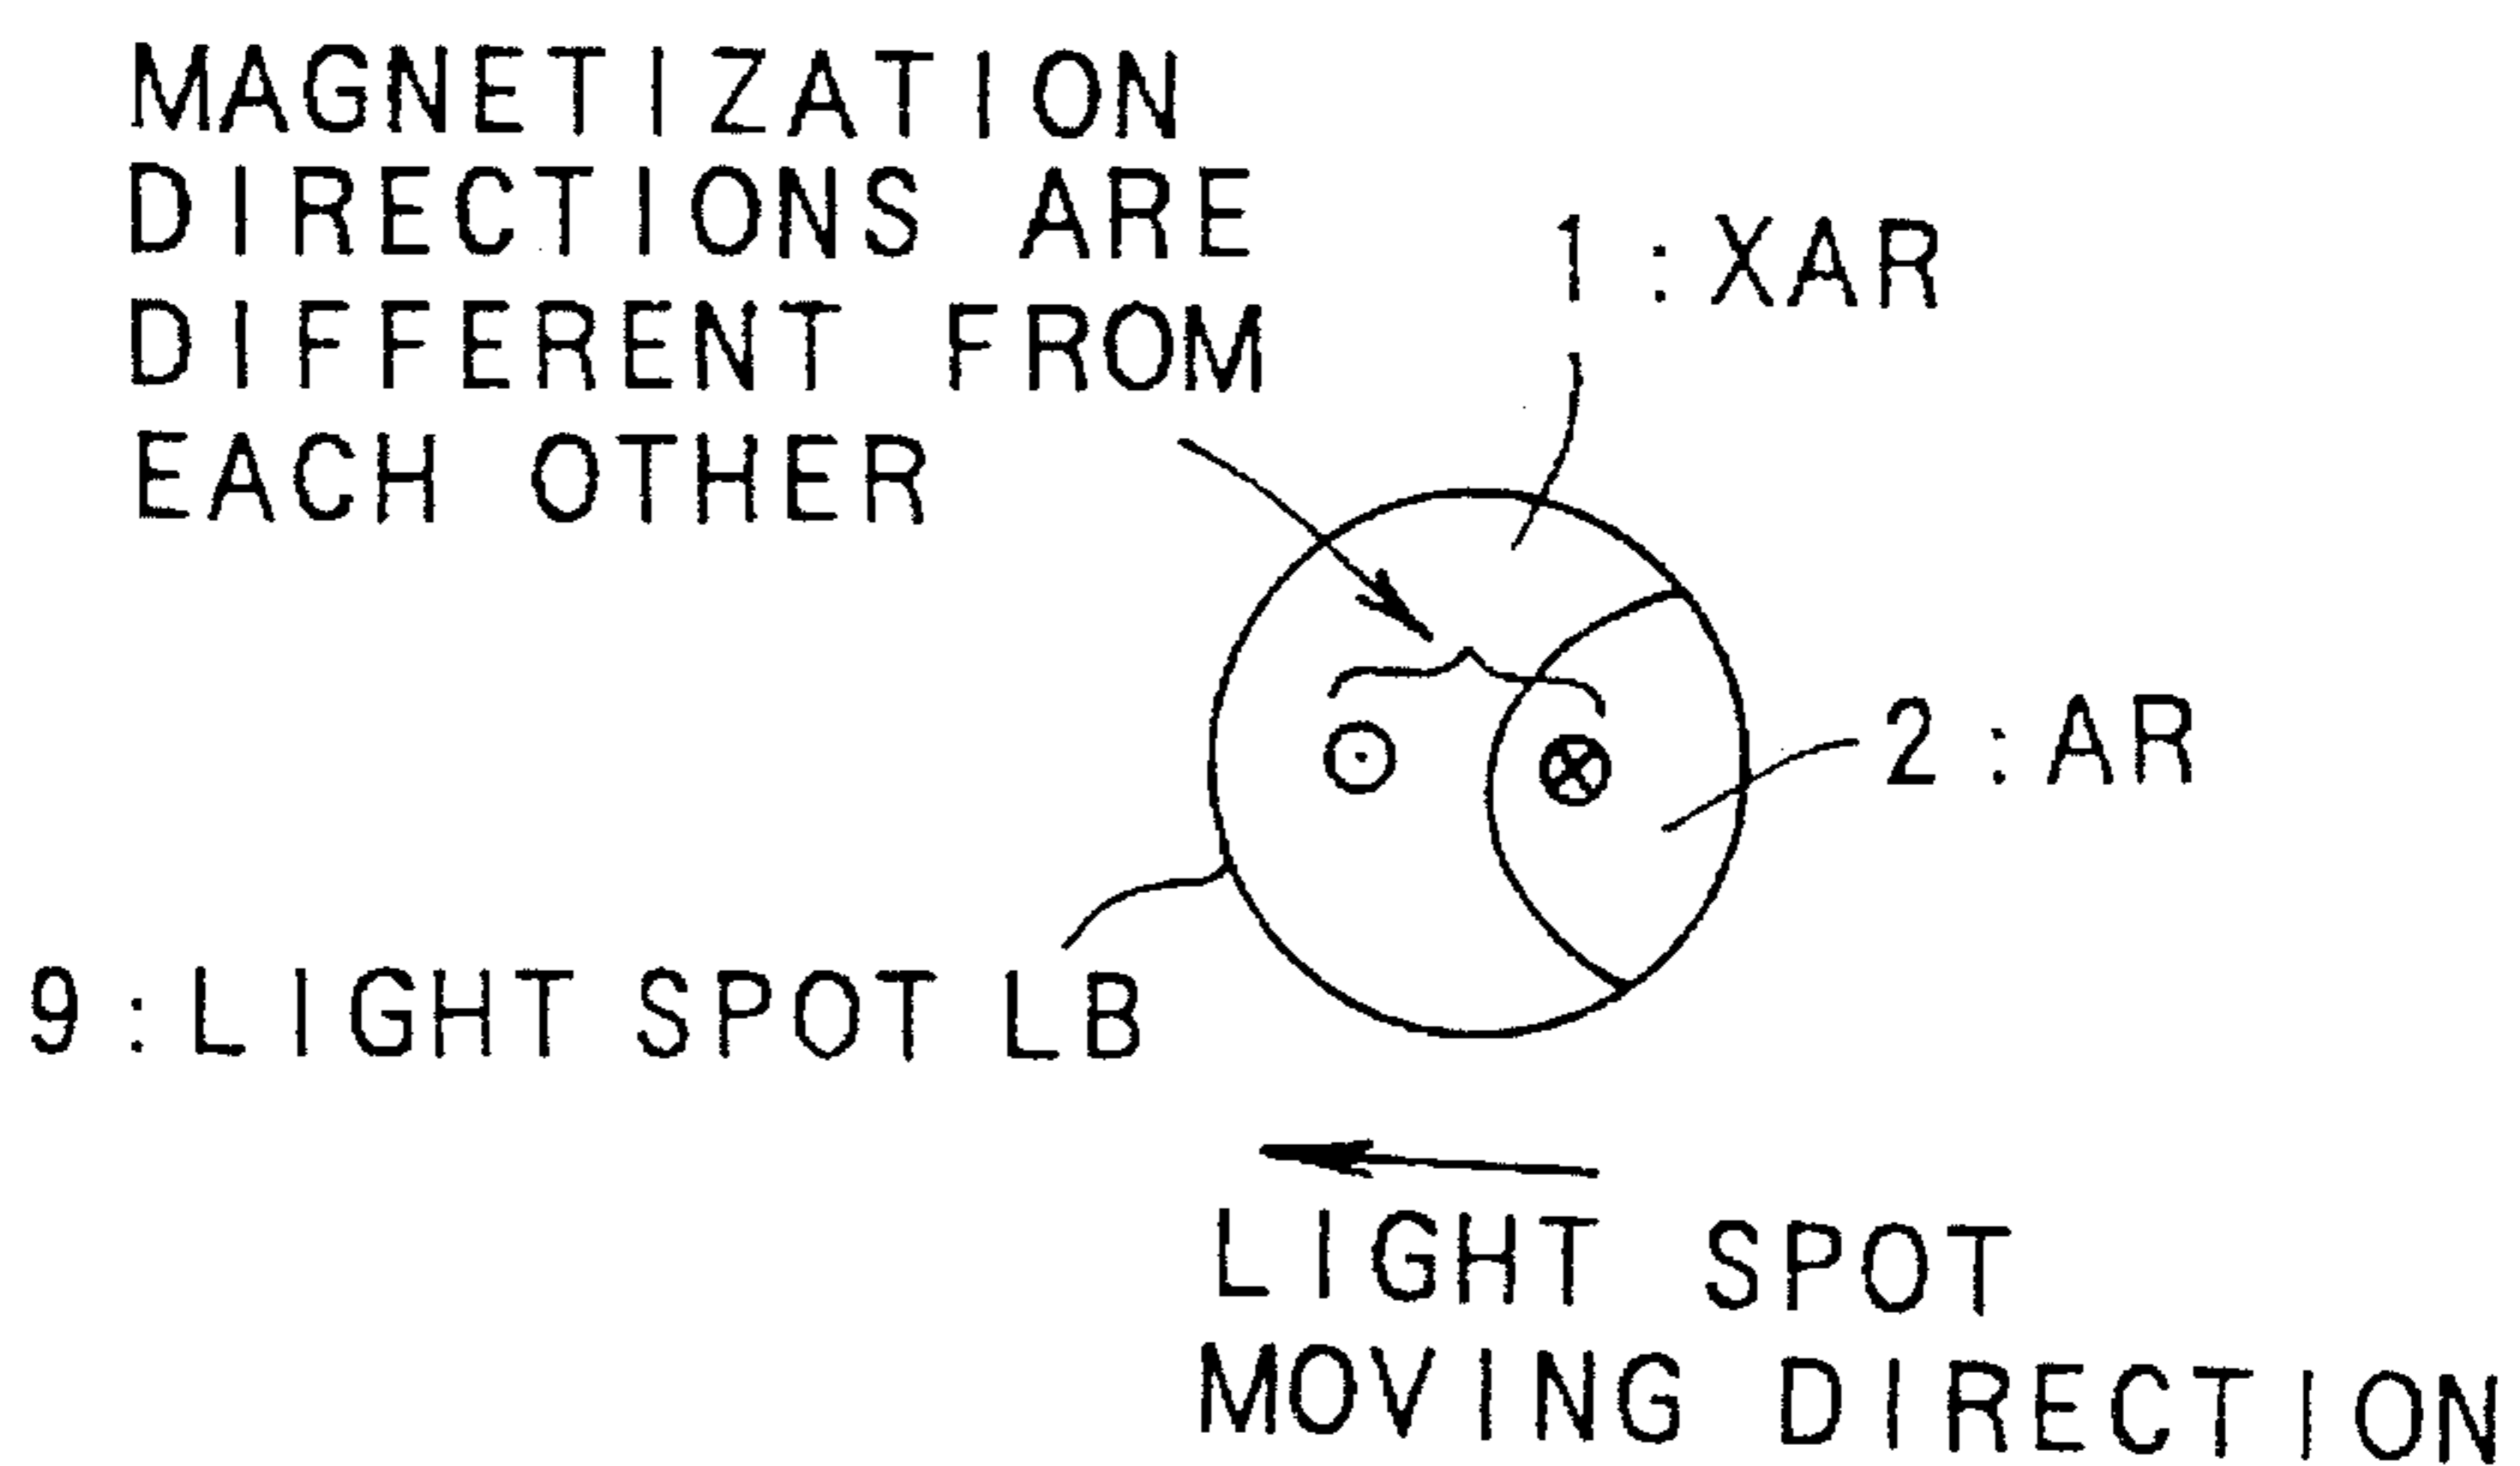 MAGNETIZATION
DIRECTIONS ARE
DIFFERENT FROM
EACH OTHER
1:XAR
2:AR
9:LIGHT SPOT LB
LIGHT SPOT
MOVING DIRECTION